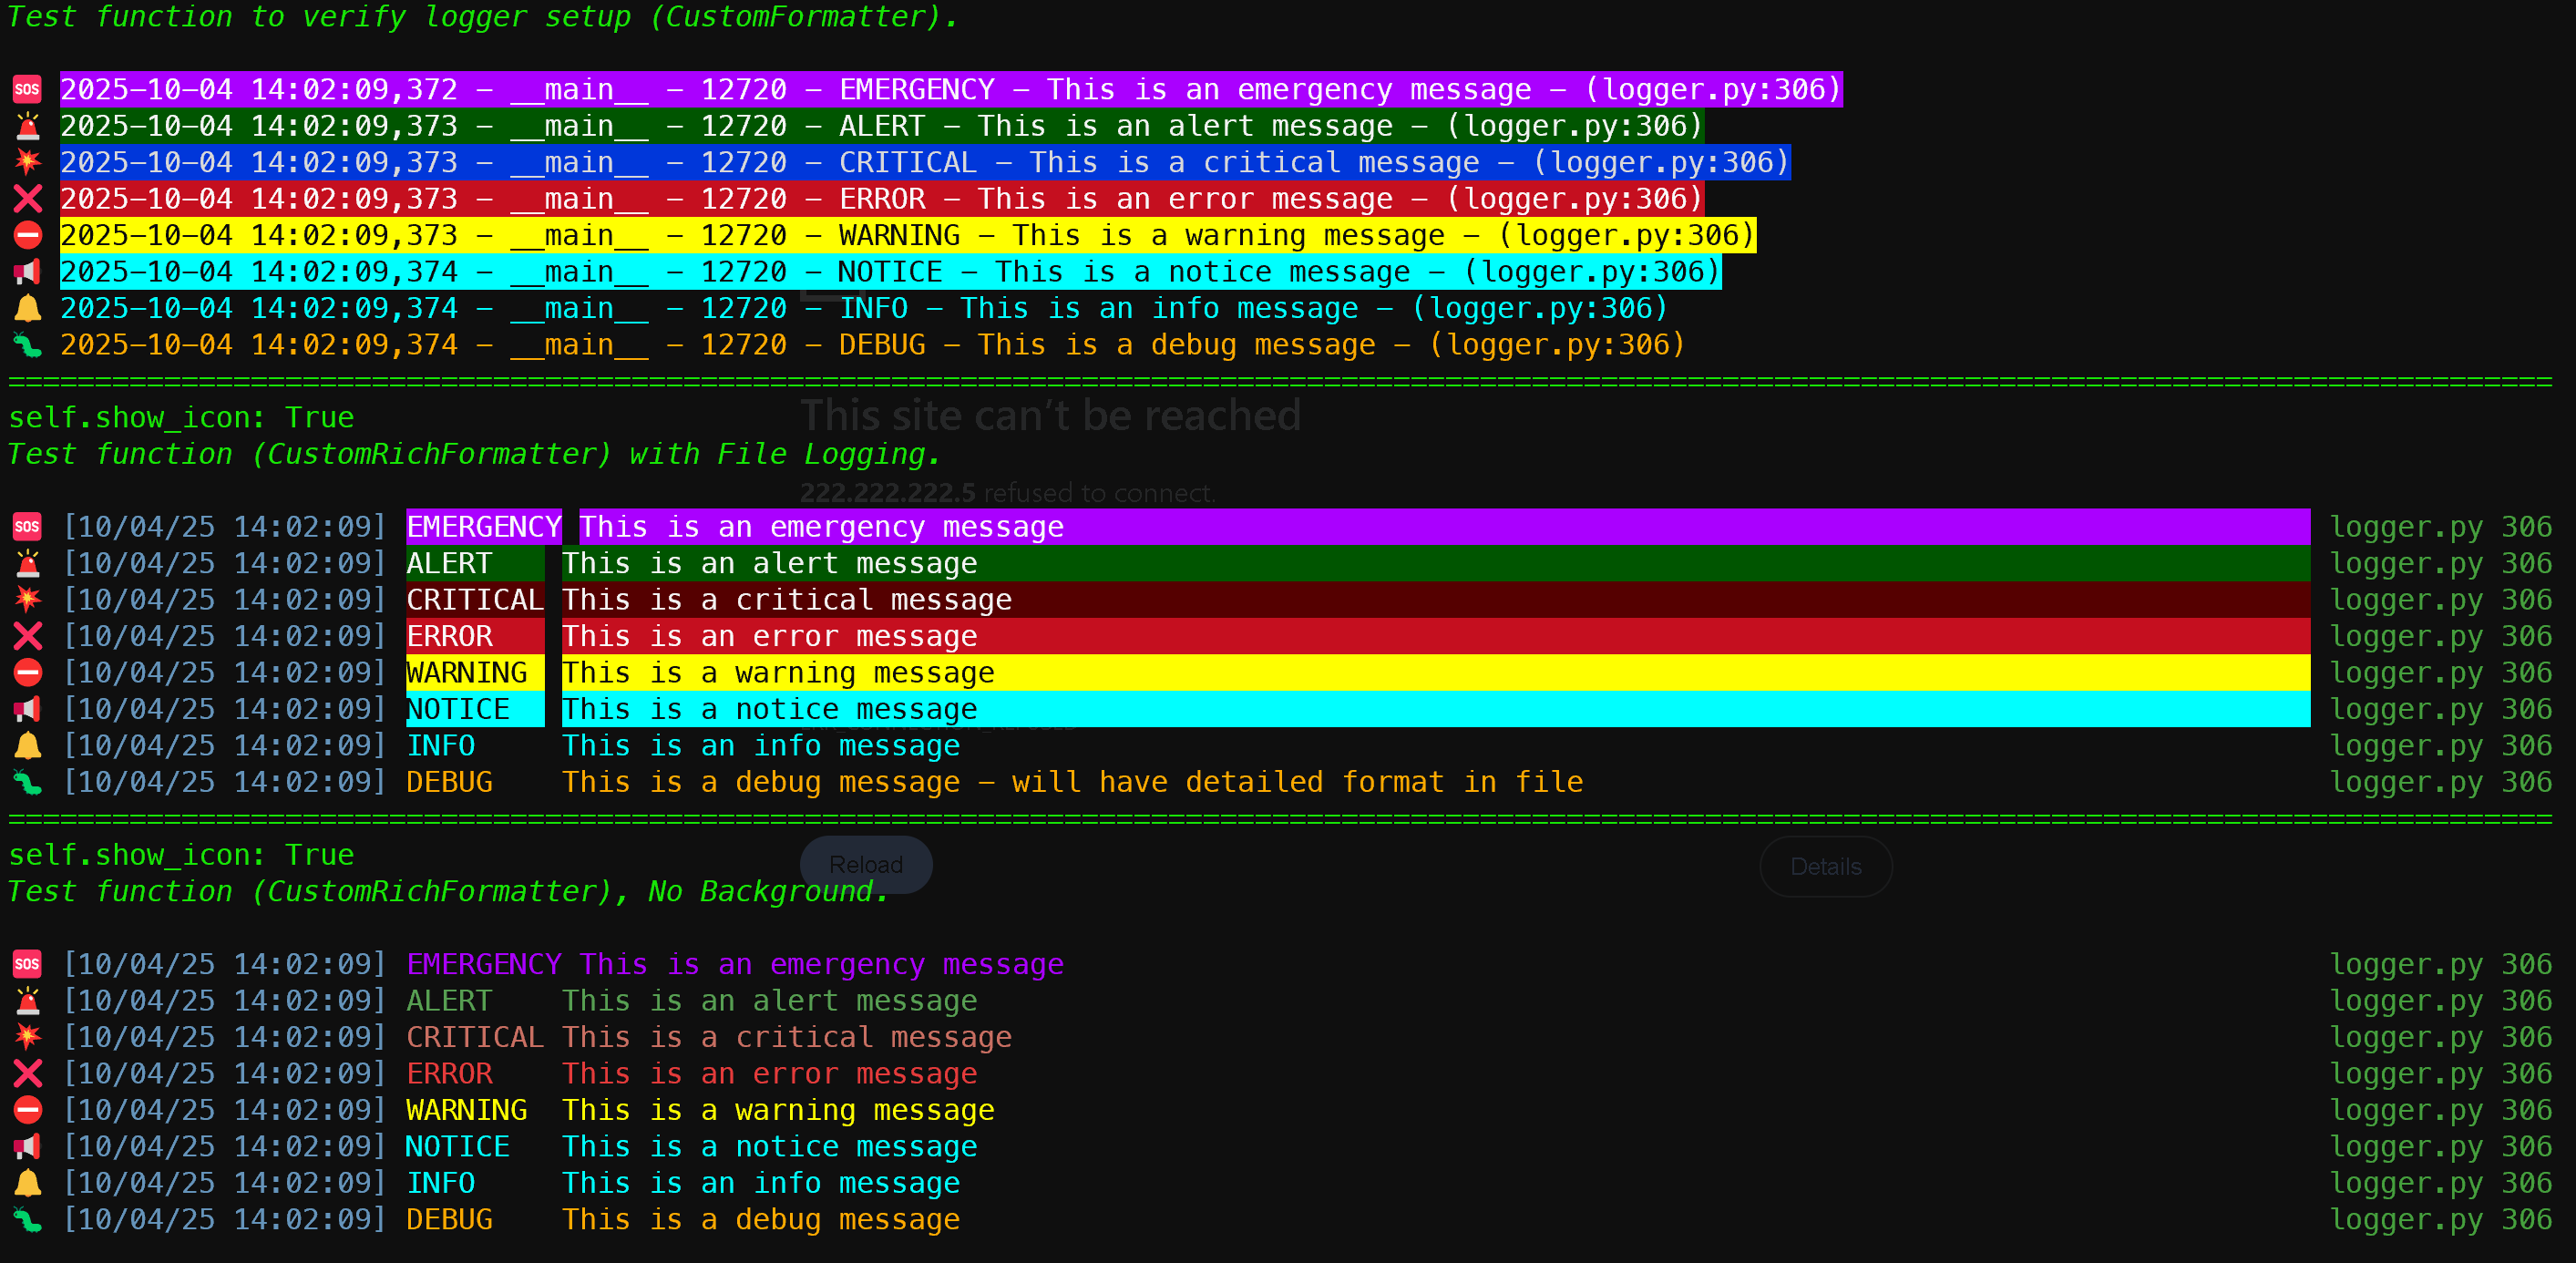 Test function to verify logger setup (CustomFormatter).
🆘 2025-10-04 14:02:09,372 - __main__ - 12720 - EMERGENCY - This is an emergency message - (logger.py:306)
🚨 2025-10-04 14:02:09,373 - __main__ - 12720 - ALERT - This is an alert message - (logger.py:306)
💥 2025-10-04 14:02:09,373 - __main__ - 12720 - CRITICAL - This is a critical message - (logger.py:306)
❌ 2025-10-04 14:02:09,373 - __main__ - 12720 - ERROR - This is an error message - (logger.py:306)
⛔ 2025-10-04 14:02:09,373 - __main__ - 12720 - WARNING - This is a warning message - (logger.py:306)
📢 2025-10-04 14:02:09,374 - __main__ - 12720 - NOTICE - This is a notice message - (logger.py:306)
🔔 2025-10-04 14:02:09,374 - __main__ - 12720 - INFO - This is an info message - (logger.py:306)
🐛 2025-10-04 14:02:09,374 - __main__ - 12720 - DEBUG - This is a debug message - (logger.py:306)
===================================================================================================================================================
self.show_icon: True
This site can't be reached
Test function (CustomRichFormatter) with File Logging.
222.222.222.5 refused to connect.
🆘 [10/04/25 14:02:09] EMERGENCY This is an emergency message logger.py 306
🚨 [10/04/25 14:02:09] ALERT This is an alert message logger.py 306
💥 [10/04/25 14:02:09] CRITICAL This is a critical message logger.py 306
❌ [10/04/25 14:02:09] ERROR This is an error message logger.py 306
⛔ [10/04/25 14:02:09] WARNING This is a warning message logger.py 306
📢 [10/04/25 14:02:09] NOTICE This is a notice message logger.py 306
🔔 [10/04/25 14:02:09] INFO This is an info message logger.py 306
🐛 [10/04/25 14:02:09] DEBUG This is a debug message - will have detailed format in file logger.py 306
===================================================================================================================================================
self.show_icon: True
Reload
Details
Test function (CustomRichFormatter), No Background.
🆘 [10/04/25 14:02:09] EMERGENCY This is an emergency message logger.py 306
🚨 [10/04/25 14:02:09] ALERT This is an alert message logger.py 306
💥 [10/04/25 14:02:09] CRITICAL This is a critical message logger.py 306
❌ [10/04/25 14:02:09] ERROR This is an error message logger.py 306
⛔ [10/04/25 14:02:09] WARNING This is a warning message logger.py 306
📢 [10/04/25 14:02:09] NOTICE This is a notice message logger.py 306
🔔 [10/04/25 14:02:09] INFO This is an info message logger.py 306
🐛 [10/04/25 14:02:09] DEBUG This is a debug message logger.py 306